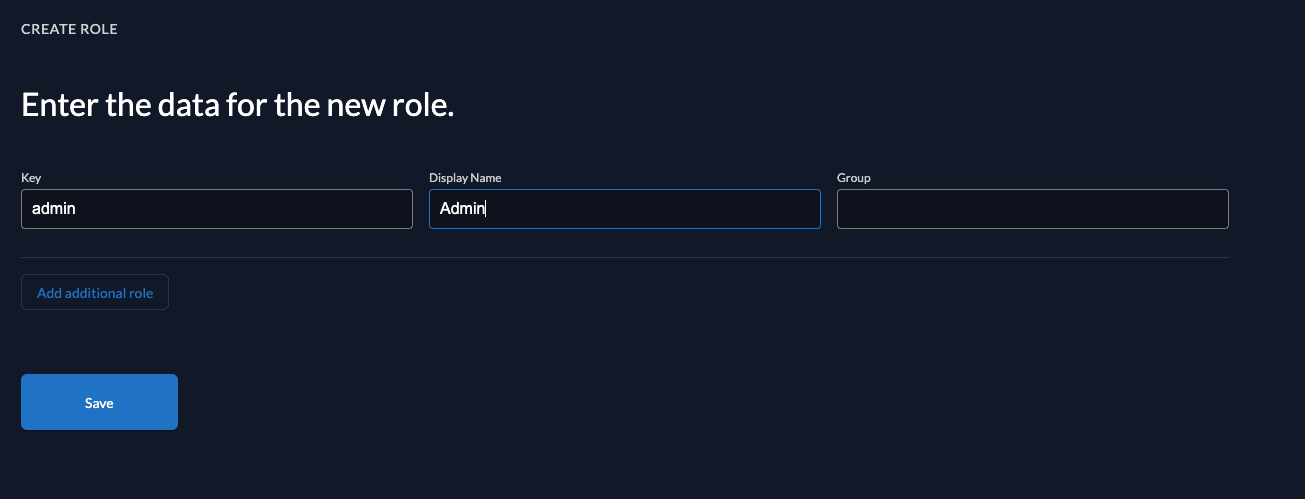 CREATE ROLE
Enter the data for the new role.
Key Display Name Group
admin Admin
Add additional role
Save